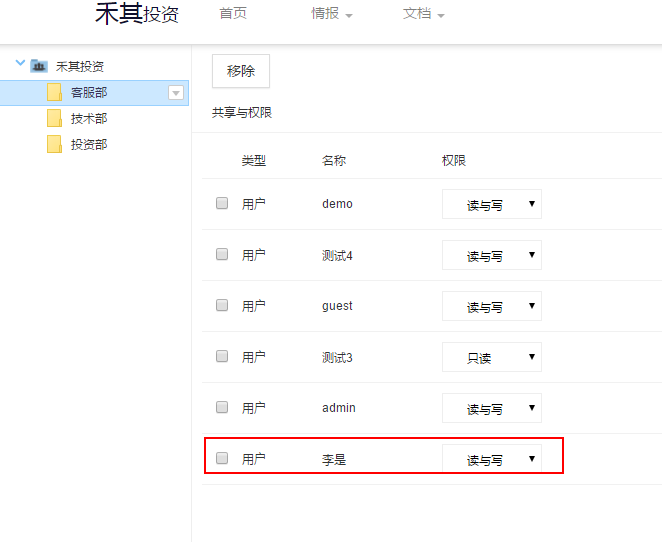 禾其投资 首页 情报 文档
禾其投资
客服部
技术部
投资部
移除
共享与权限
类型 名称 权限
用户 demo 读与写
用户 测试4 读与写
用户 guest 读与写
用户 测试3 只读
用户 admin 读与写
用户 李是 读与写